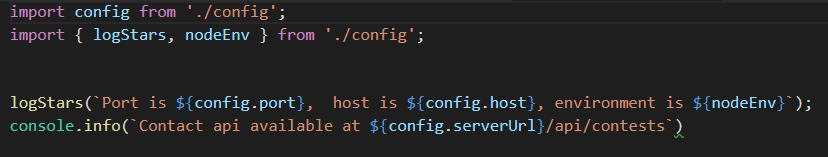 import config from './config';
import { logStars, nodeEnv } from './config';
logStars(`Port is ${config.port},  host is ${config.host}, environment is ${nodeEnv}`);
console.info(`Contact api available at ${config.serverUrl}/api/contests`)